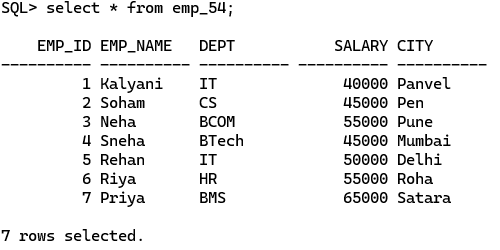 SQL> select * from emp_54;
EMP_ID EMP_NAME DEPT SALARY CITY
---------- ---------- ---------- ---------- ----------
1 Kalyani IT 40000 Panvel
2 Soham CS 45000 Pen
3 Neha BCOM 55000 Pune
4 Sneha BTech 45000 Mumbai
5 Rehan IT 50000 Delhi
6 Riya HR 55000 Roha
7 Priya BMS 65000 Satara
7 rows selected.